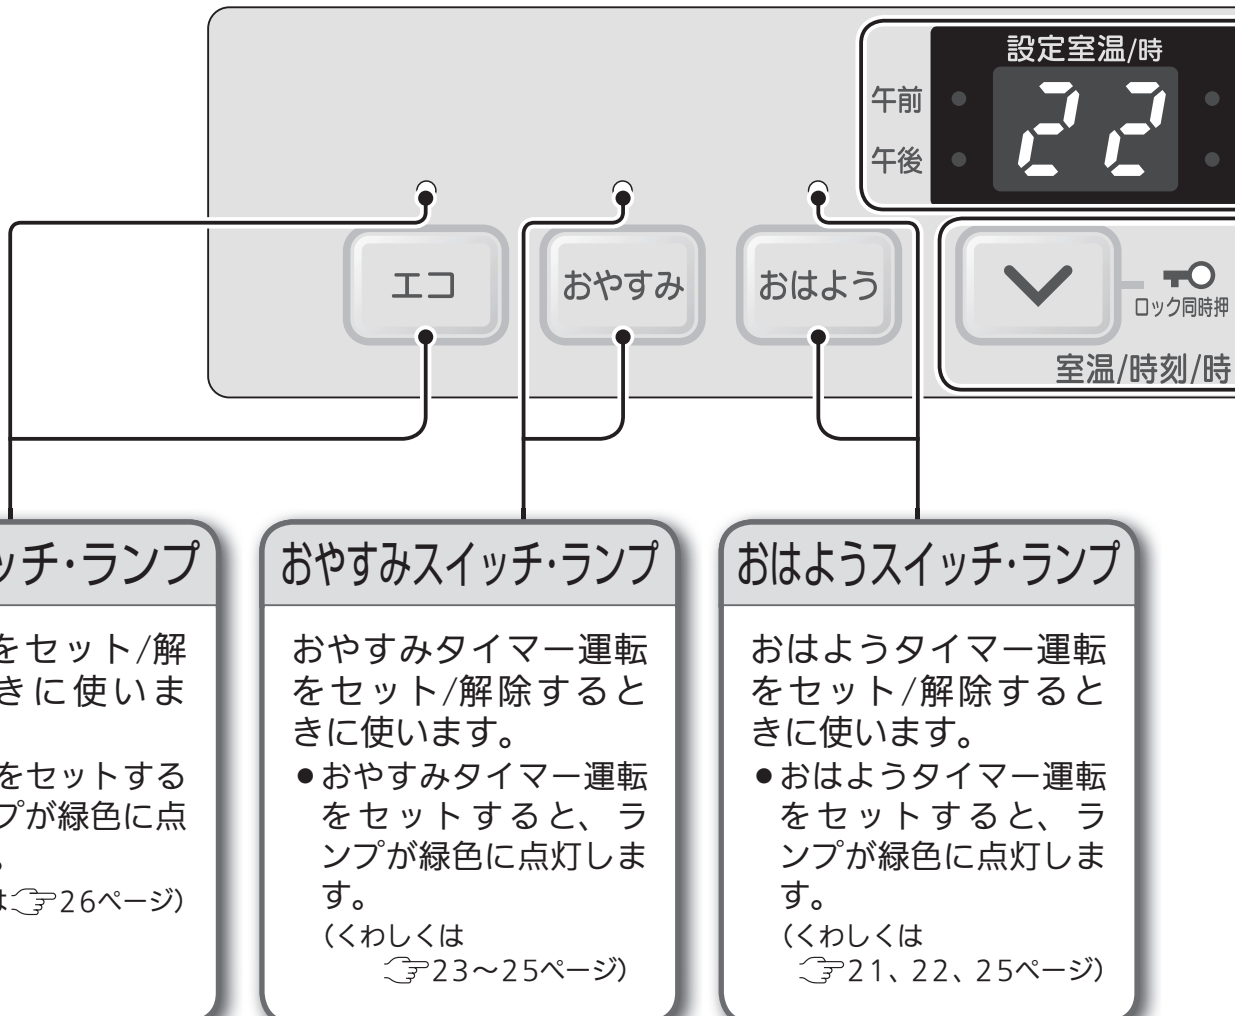 設定室温/時
午前
22
午後
エコ
おやすみ
おはよう
ロック同時押
室温/時刻/時
ッチ・ランプ
をセット/解
きに使いま
をセットする
プが緑色に点
。
は☞26ページ)
おやすみスイッチ・ランプ
おやすみタイマー運転
をセット/解除すると
きに使います。
●おやすみタイマー運転
をセットすると、ラ
ンプが緑色に点灯しま
す。
(くわしくは
☞23~25ページ)
おはようスイッチ・ランプ
おはようタイマー運転
をセット/解除すると
きに使います。
●おはようタイマー運転
をセットすると、ラ
ンプが緑色に点灯しま
す。
(くわしくは
☞21、22、25ページ)